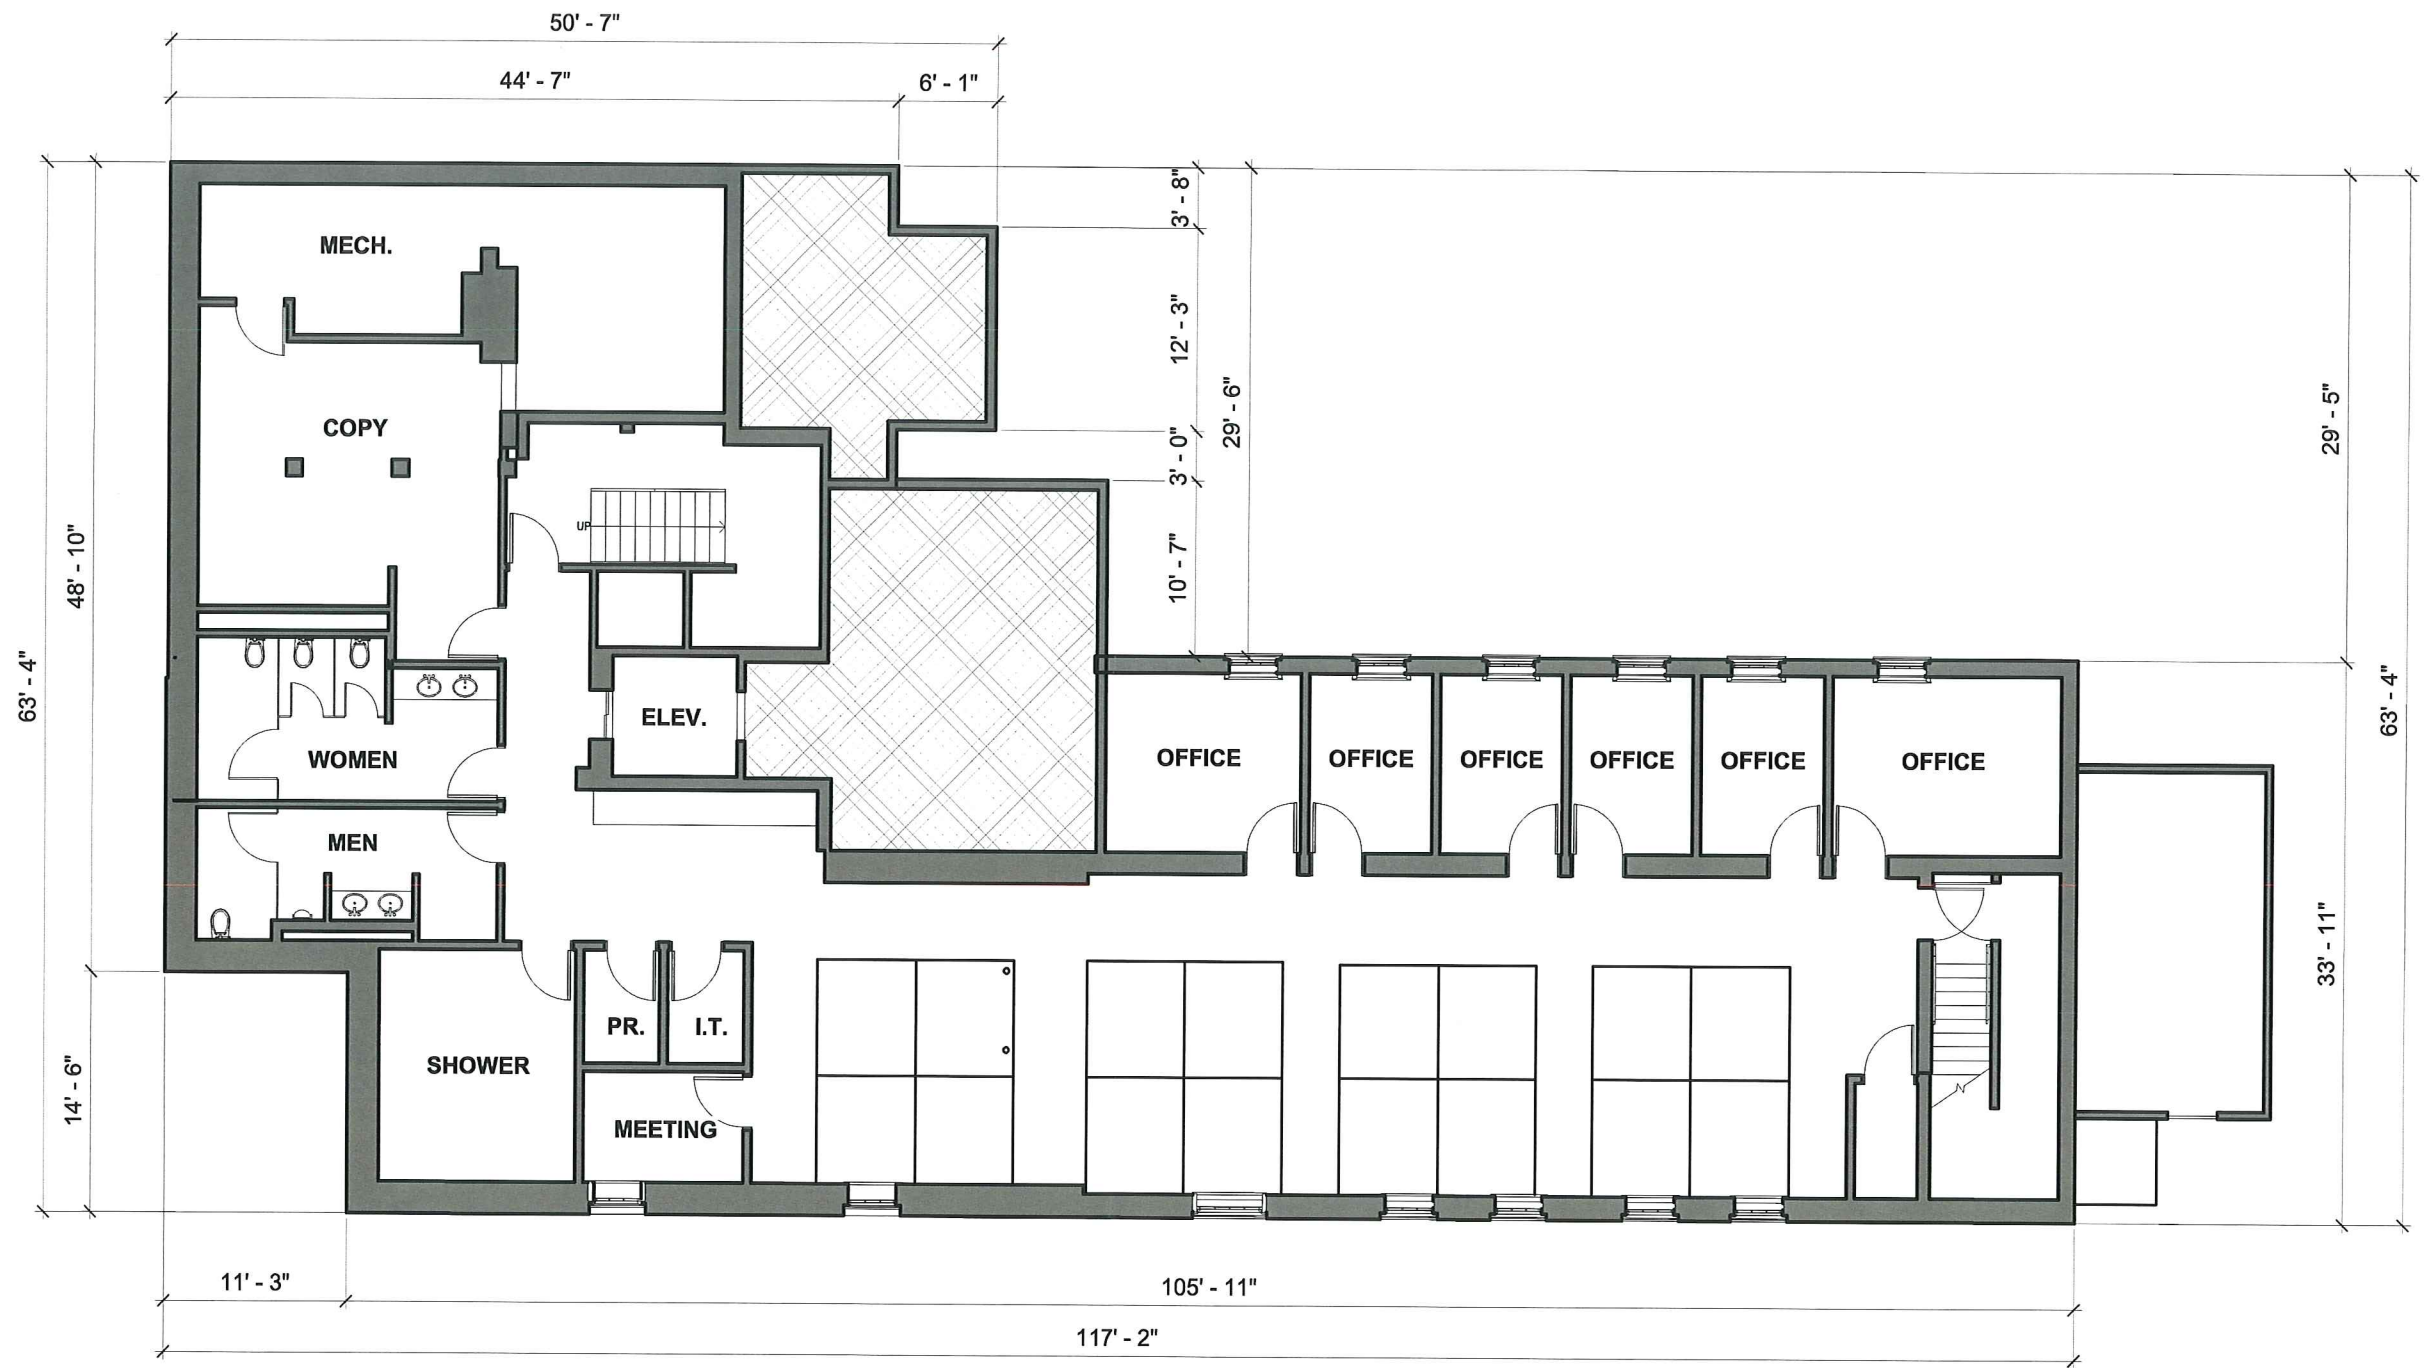 50' - 7"
44' - 7"
6' - 1"
3' - 8"
MECH.
12' - 3"
29' - 6"
29' - 5"
COPY
3' - 0"
UP
48' - 10"
10' - 7"
63' - 4"
63' - 4"
ELEV.
WOMEN
OFFICE
OFFICE
OFFICE
OFFICE
OFFICE
OFFICE
MEN
33' - 11"
PR.
I.T.
SHOWER
14' - 6"
MEETING
11' - 3"
105' - 11"
117' - 2"